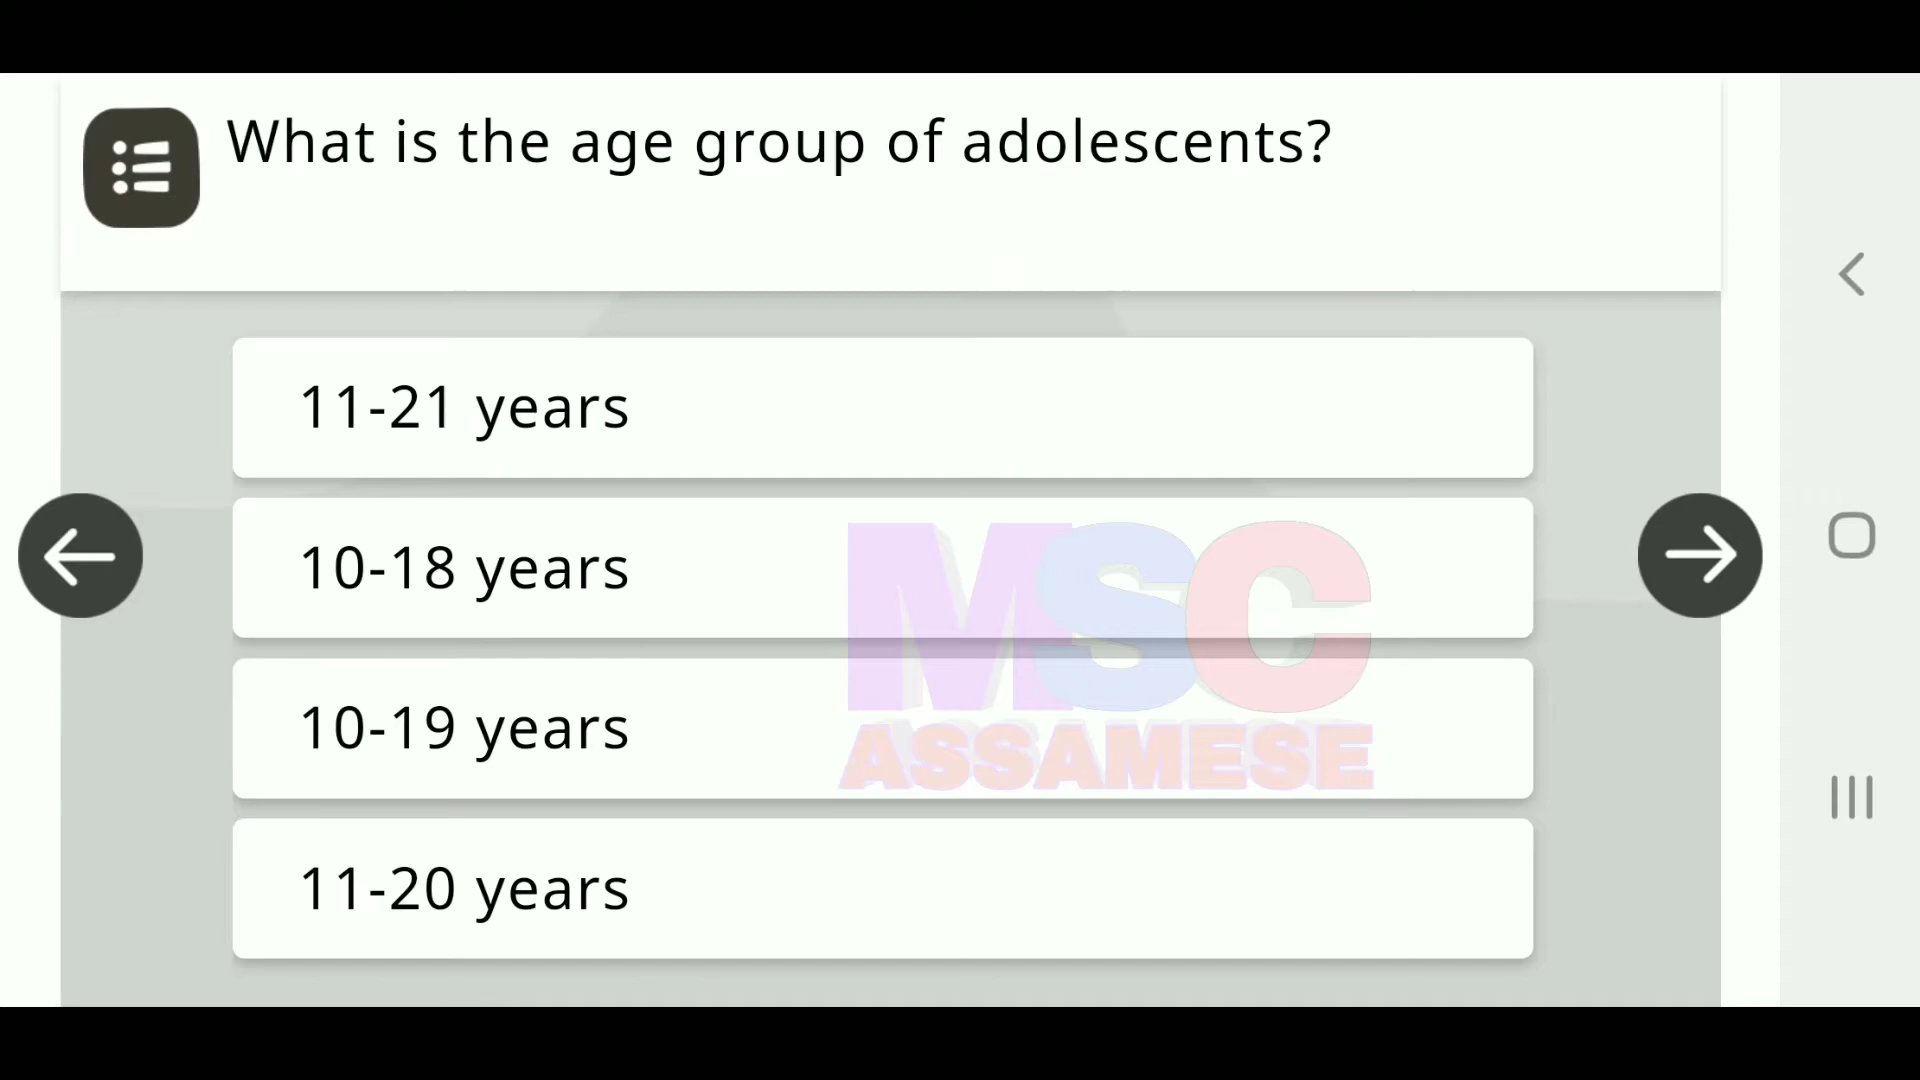 What is the age group of adolescents?
11-21 years
10-18 years
10-19 years
11-20 years
MSC
ASSAMESE